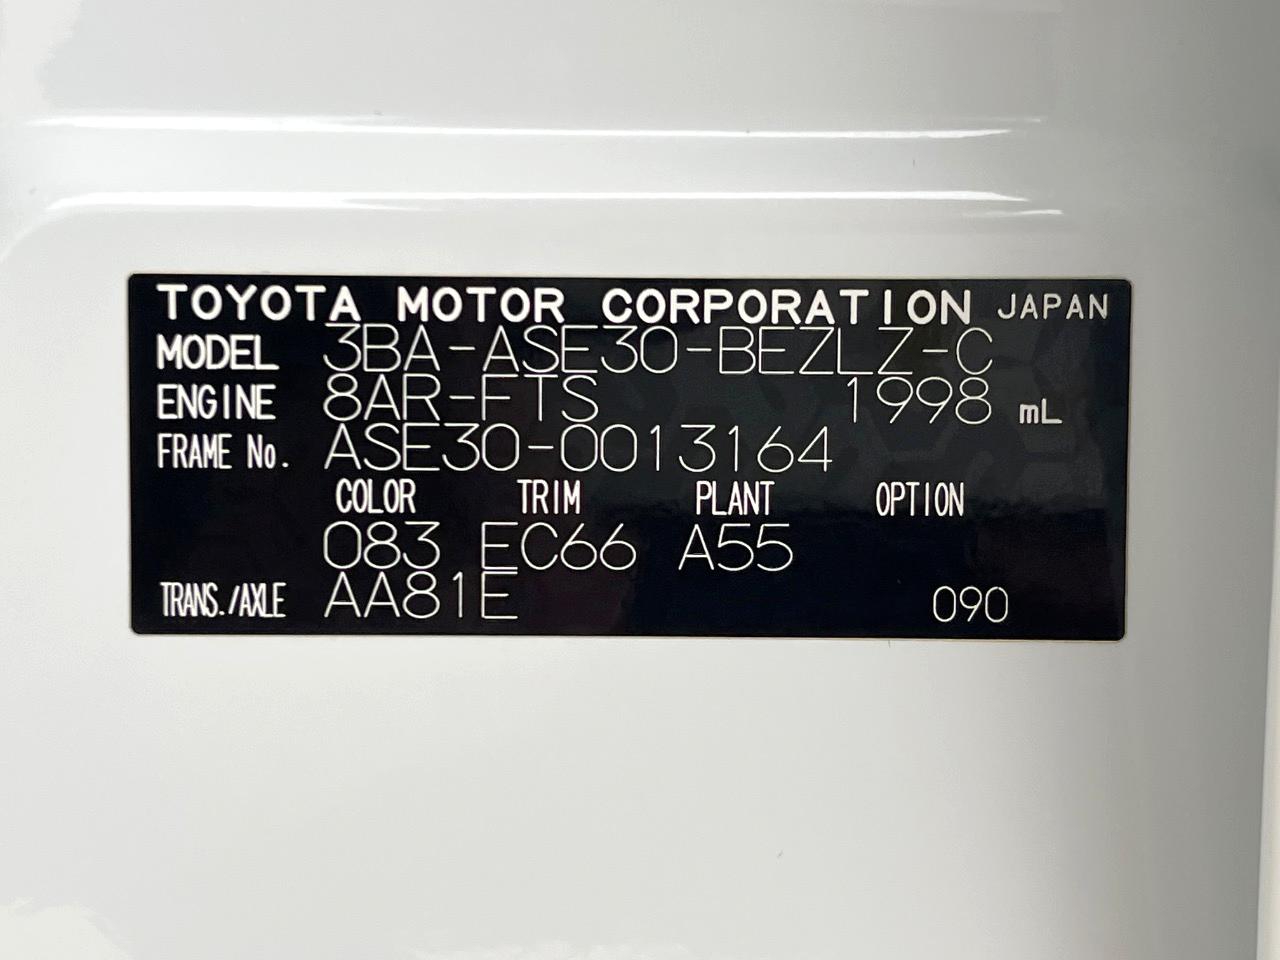 TOYOTA MOTOR CORPORATION JAPAN
MODEL 3BA-ASE30-BEZLZ-C
ENGINE 8AR-FTS 1998 mL
FRAME No. ASE30-0013164
COLOR TRIM PLANT OPTION
083 EC66 A55
TRANS./AXLE AA81E 090